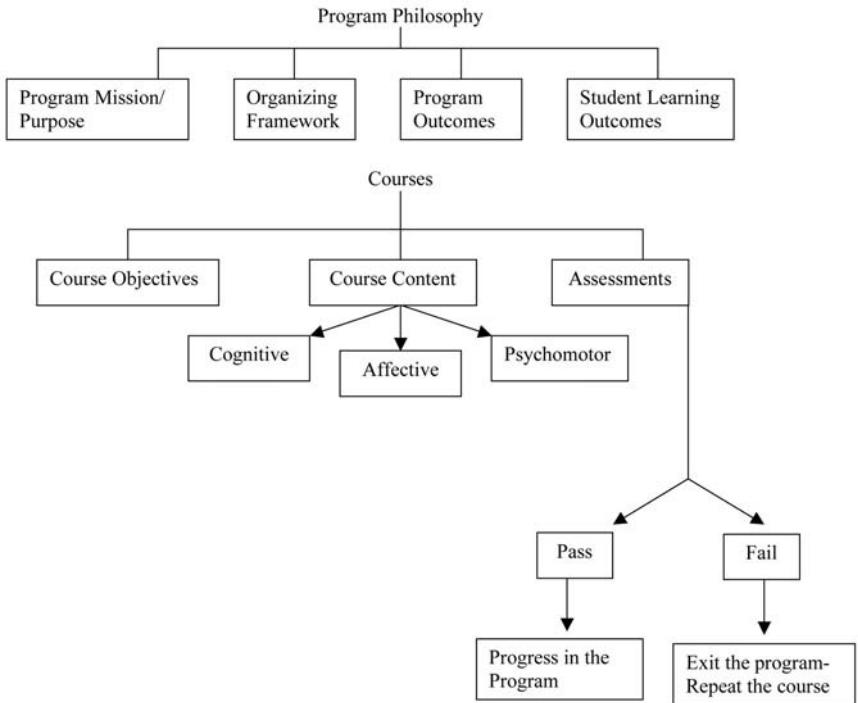 Program Philosophy
Program Mission/
Purpose
Organizing
Framework
Program
Outcomes
Student Learning
Outcomes
Courses
Course Objectives
Course Content
Assessments
Cognitive
Affective
Psychomotor
Pass
Fail
Progress in the
Program
Exit the program-
Repeat the course